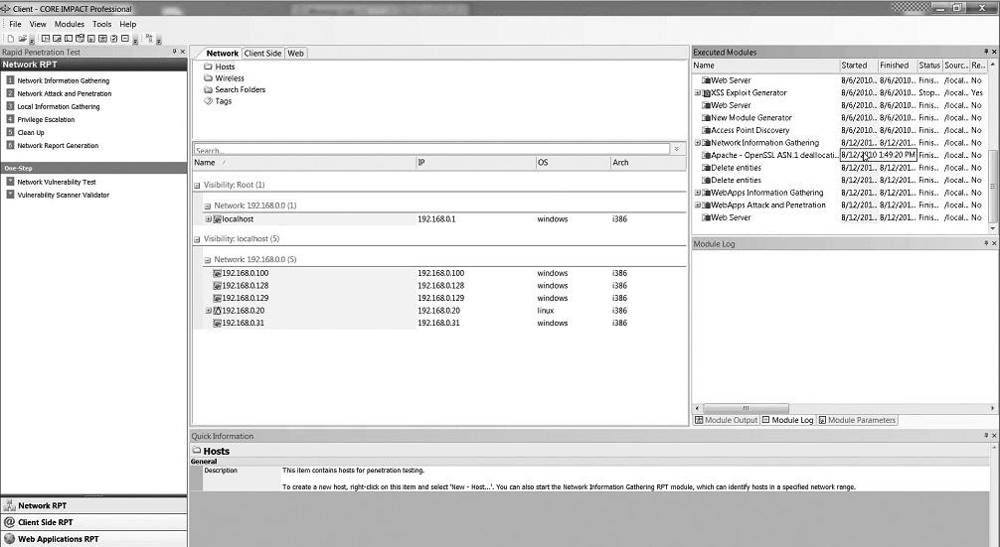 Client - CORE IMPACT Professional
File View Modules Tools Help
Rapid Penetration Test
Network RPT
1 Network Information Gathering
2 Network Attack and Penetration
3 Local Information Gathering
4 Privilege Escalation
5 Clean Up
6 Network Report Generation
One-Step
* Network Vulnerability Test
* Vulnerability Scanner Validator
Network RPT
@ Client Side RPT
Web Applications RPT
Network Client Side Web
Hosts
Wireless
Search Folders
Tags
Search...
Name / IP OS Arch
Visibility: Root (1)
Network: 192.168.0.0 (1)
localhost 192.168.0.1 windows i386
Visibility: localhost (5)
Network: 192.168.0.0 (5)
192.168.0.100 192.168.0.100 windows i386
192.168.0.128 192.168.0.128 windows i386
192.168.0.129 192.168.0.129 windows i386
192.168.0.20 192.168.0.20 linux i386
192.168.0.31 192.168.0.31 windows i386
Executed Modules
Name Started Finished Status Sourc... Re...
Web Server 8/6/2010... 8/6/2010... Finis... /local... No
XSS Exploit Generator 8/6/2010... 8/6/2010... Stop... /local... Yes
Web Server 8/6/2010... 8/6/2010... Finis... /local... No
New Module Generator 8/6/2010... 8/6/2010... Finis... /local... No
Access Point Discovery 8/6/2010... 8/6/2010... Finis... /local... No
Network Information Gathering 8/12/201... 8/12/201... Finis... /local... No
Apache - OpenSSL ASN.1 deallocati... 8/12/2010 1:49:20 PM Finis... /local... No
Delete entities 8/12/201... 8/12/201... Finis... /local... No
Delete entities 8/12/201... 8/12/201... Finis... /local... No
WebApps Information Gathering 8/12/201... 8/12/201... Finis... /local... No
WebApps Attack and Penetration 8/12/201... 8/12/201... Finis... /local... No
Web Server 8/12/201... 8/12/201... Finis... /local... No
Module Log
Module Output Module Log Module Parameters
Quick Information
Hosts
General
Description This item contains hosts for penetration testing.
To create a new host, right-click on this item and select 'New - Host...'. You can also start the Network Information Gathering RPT module, which can identify hosts in a specified network range.